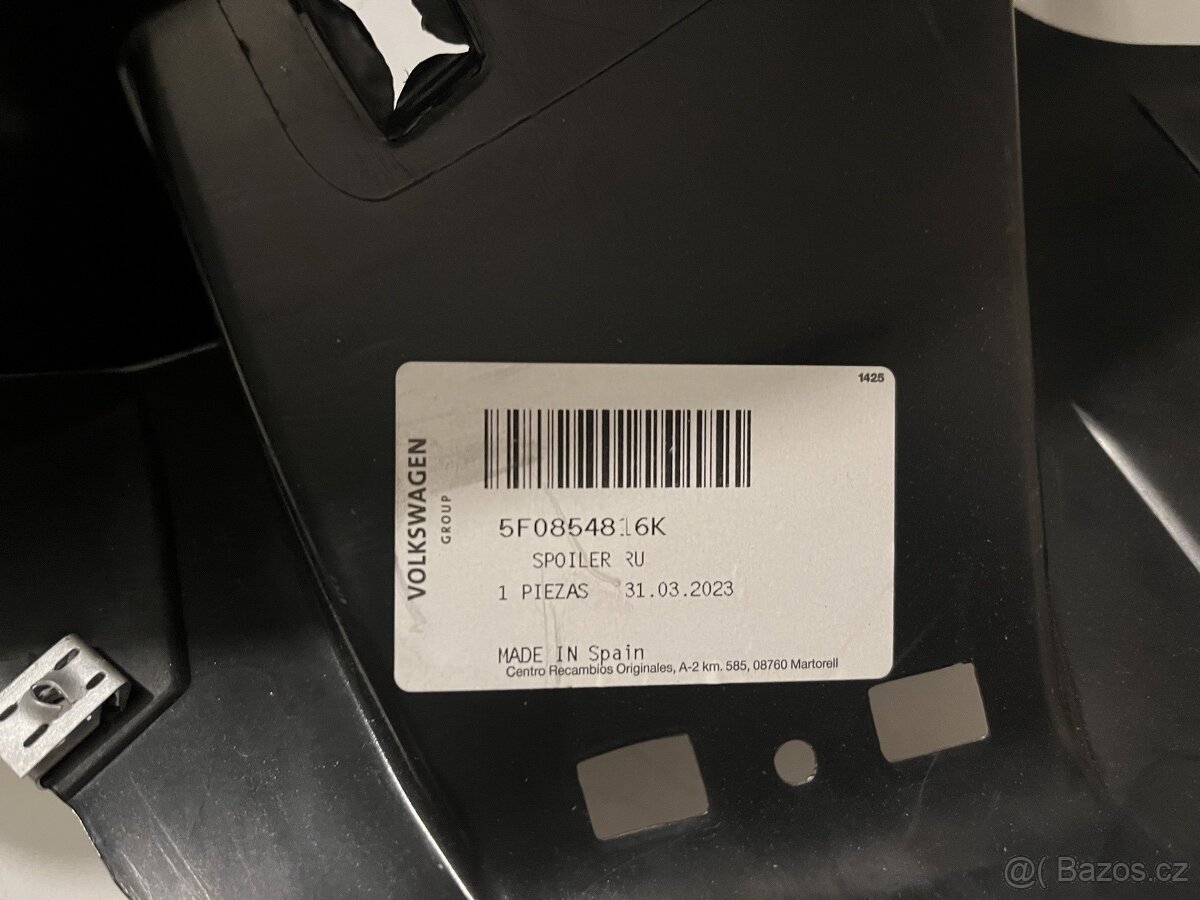 1425
VOLKSWAGEN
GROUP
5F0854816K
SPOILER RU
1 PIEZAS 31.03.2023
MADE IN Spain
Centro Recambios Originales, A-2 km. 585, 08760 Martorell
@( Bazos.cz